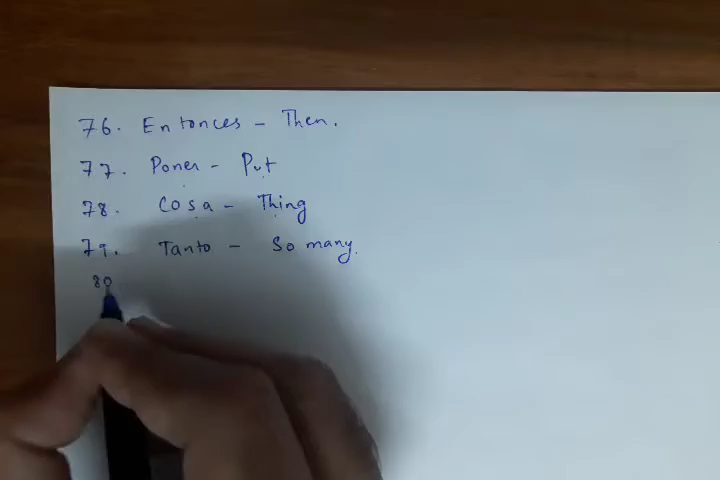 76. Entonces - Then.
77. Poner - Put
78. Cosa - Thing
79. Tanto - So many.
80